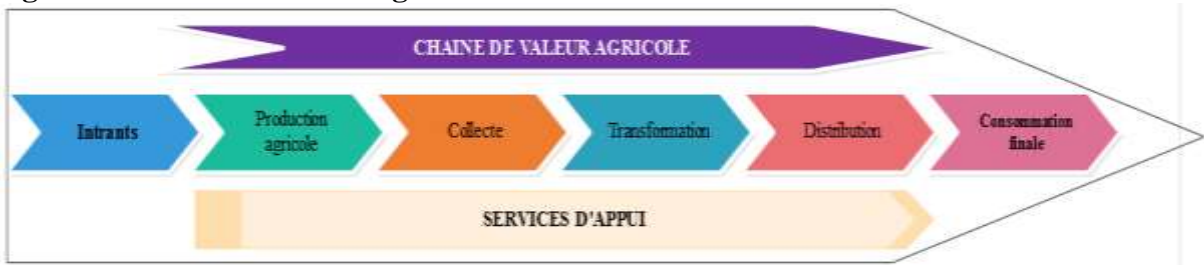 CHAINE DE VALEUR AGRICOLE
Intrants
Production
agricole
Collecte
Transformation
Distribution
Consommation
finale
SERVICES D'APPUI